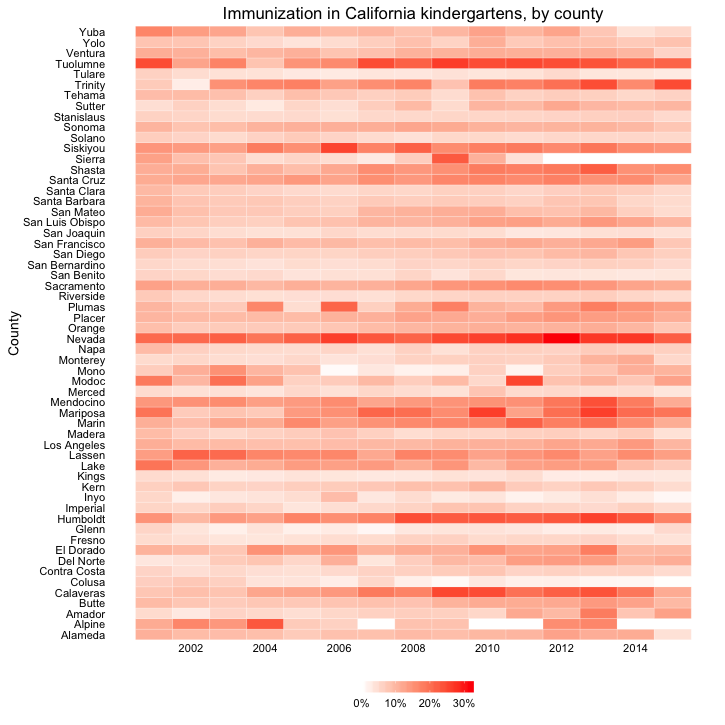 Immunization in California kindergartens, by county
County
Yuba
Yolo
Ventura
Tuolumne
Tulare
Trinity
Tehama
Sutter
Stanislaus
Sonoma
Solano
Siskiyou
Sierra
Shasta
Santa Cruz
Santa Clara
Santa Barbara
San Mateo
San Luis Obispo
San Joaquin
San Francisco
San Diego
San Bernardino
San Benito
Sacramento
Riverside
Plumas
Placer
Orange
Nevada
Napa
Monterey
Mono
Modoc
Merced
Mendocino
Mariposa
Marin
Madera
Los Angeles
Lassen
Lake
Kings
Kern
Inyo
Imperial
Humboldt
Glenn
Fresno
El Dorado
Del Norte
Contra Costa
Colusa
Calaveras
Butte
Amador
Alpine
Alameda
2002 2004 2006 2008 2010 2012 2014
0% 10% 20% 30%